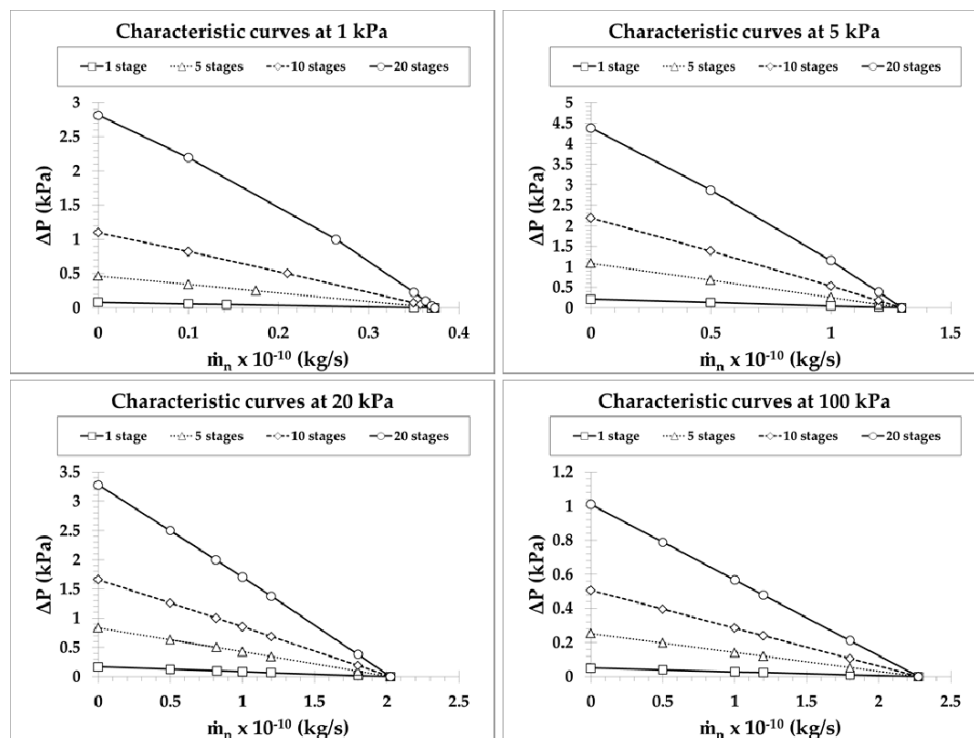 Characteristic curves at 1 kPa
1 stage 5 stages 10 stages 20 stages
3
2.5
2
1.5
1
0.5
0
ΔP (kPa)
0 0.1 0.2 0.3 0.4
ṁn x 10-10 (kg/s)
Characteristic curves at 5 kPa
1 stage 5 stages 10 stages 20 stages
5
4.5
4
3.5
3
2.5
2
1.5
1
0.5
0
ΔP (kPa)
0 0.5 1 1.5
ṁn x 10-10 (kg/s)
Characteristic curves at 20 kPa
1 stage 5 stages 10 stages 20 stages
3.5
3
2.5
2
1.5
1
0.5
0
ΔP (kPa)
0 0.5 1 1.5 2 2.5
ṁn x 10-10 (kg/s)
Characteristic curves at 100 kPa
1 stage 5 stages 10 stages 20 stages
1.2
1
0.8
0.6
0.4
0.2
0
ΔP (kPa)
0 0.5 1 1.5 2 2.5
ṁn x 10-10 (kg/s)